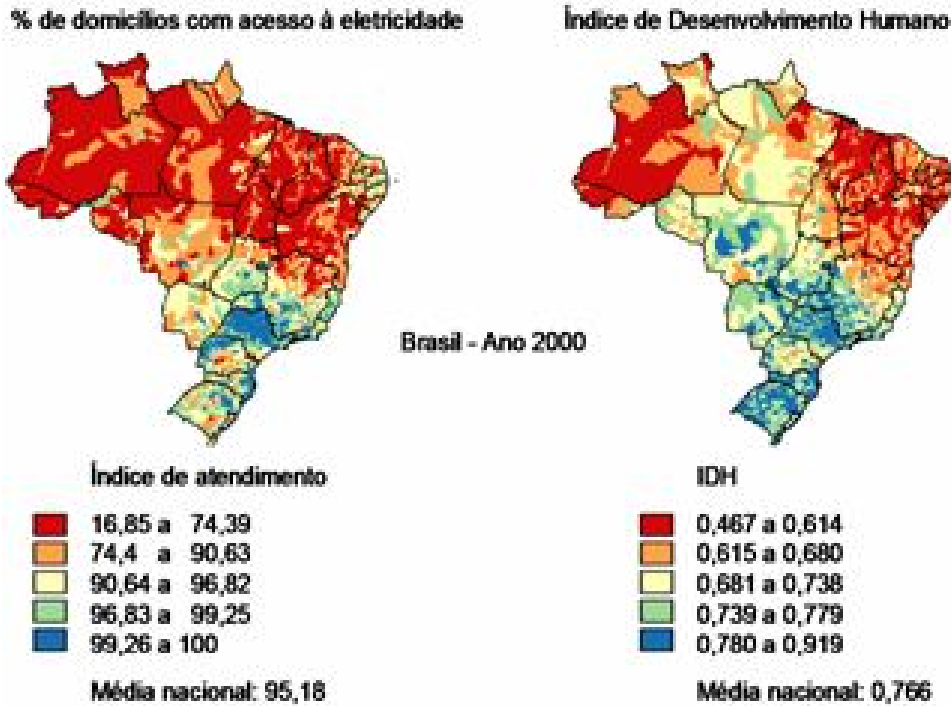 % de domicílios com acesso à eletricidade
Índice de Desenvolvimento Humano
Brasil - Ano 2000
Índice de atendimento
16,85 a 74,39
74,4 a 90,63
90,64 a 96,82
96,83 a 99,25
99,26 a 100
Média nacional: 95,18
IDH
0,467 a 0,614
0,615 a 0,680
0,681 a 0,738
0,739 a 0,779
0,780 a 0,919
Média nacional: 0,766